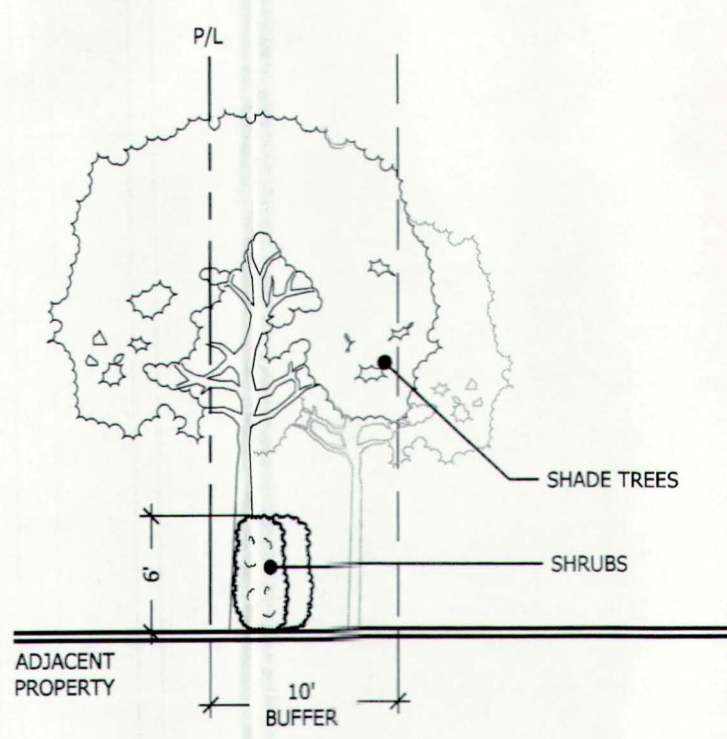 P/L
SHADE TREES
SHRUBS
6'
ADJACENT
PROPERTY
10'
BUFFER